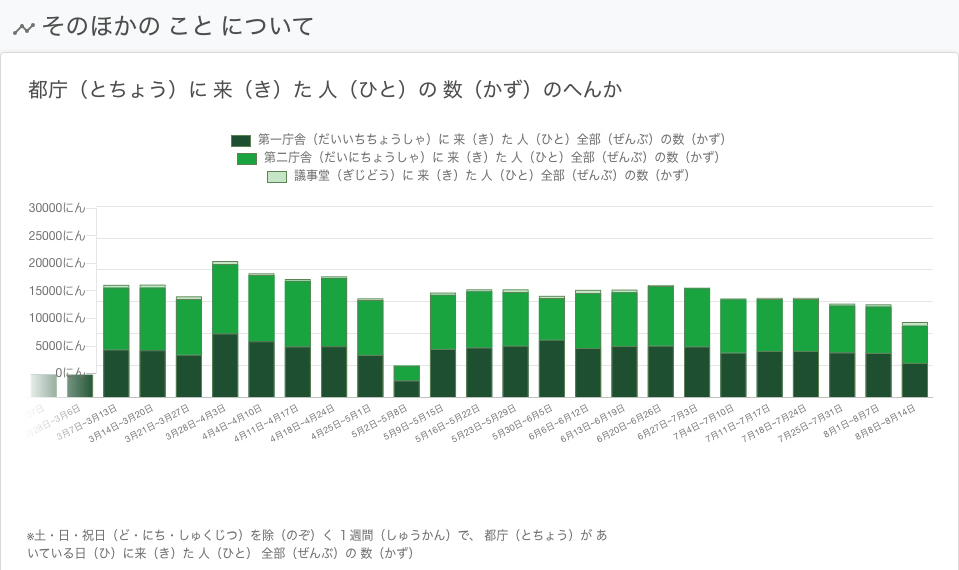 そのほかの こと について
都庁（とちょう）に 来（き）た 人（ひと）の 数（かず）のへんか
第一庁舎（だいいちちょうしゃ）に 来（き）た 人（ひと）全部（ぜんぶ）の数（かず）
第二庁舎（だいにちょうしゃ）に 来（き）た 人（ひと）全部（ぜんぶ）の数（かず）
議事堂（ぎじどう）に 来（き）た 人（ひと）全部（ぜんぶ）の数（かず）
30000にん
25000にん
20000にん
15000にん
10000にん
5000にん
0にん
3月7日~3月13日
3月14日~3月20日
3月21日~3月27日
3月28日~4月3日
4月4日~4月10日
4月11日~4月17日
4月18日~4月24日
4月25日~5月1日
5月2日~5月8日
5月9日~5月15日
5月16日~5月22日
5月23日~5月29日
5月30日~6月5日
6月6日~6月12日
6月13日~6月19日
6月20日~6月26日
6月27日~7月3日
7月4日~7月10日
7月11日~7月17日
7月18日~7月24日
7月25日~7月31日
8月1日~8月7日
8月8日~8月14日
※土・日・祝日（ど・にち・しゅくじつ）を除（のぞ）く 1 週間（しゅうかん）で、 都庁（とちょう）が あ
いている日（ひ）に来（き）た 人（ひと） 全部（ぜんぶ）の 数（かず）